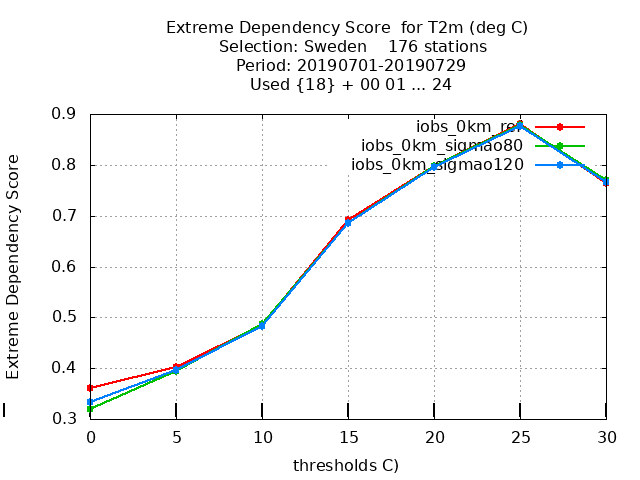 Extreme Dependency Score for T2m (deg C)
Selection: Sweden 176 stations
Period: 20190701-20190729
Used {18} + 00 01 ... 24
iobs_0km_ref
iobs_0km_sigmao80
iobs_0km_sigmao120
Extreme Dependency Score
0.9
0.8
0.7
0.6
0.5
0.4
0.3
0 5 10 15 20 25 30
thresholds C)